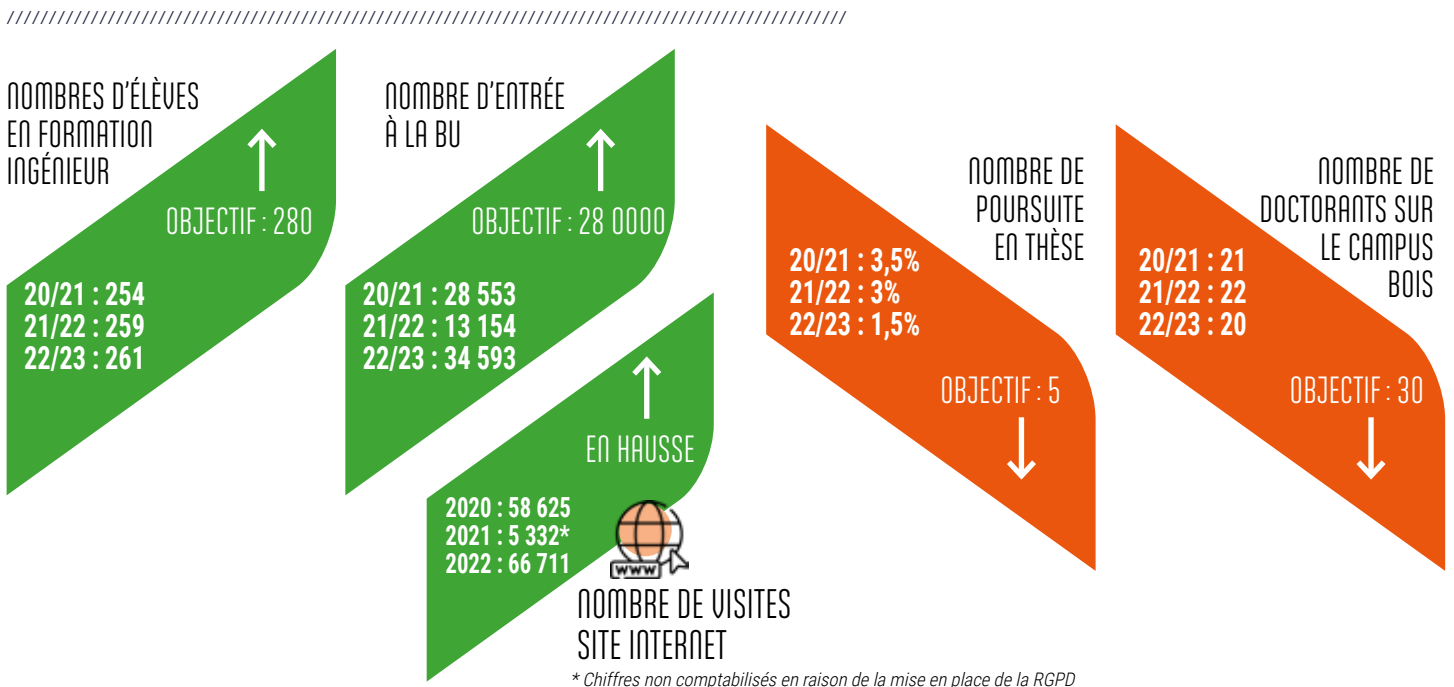 NOMBRES D'ÉLÈVES
EN FORMATION
INGÉNIEUR
OBJECTIF : 280
20/21 : 254
21/22 : 259
22/23 : 261
NOMBRE D'ENTRÉE
À LA BU
OBJECTIF : 28 0000
20/21 : 28 553
21/22 : 13 154
22/23 : 34 593
EN HAUSSE
2020 : 58 625
2021 : 5 332*
2022 : 66 711
www
NOMBRE DE VISITES
SITE INTERNET
* Chiffres non comptabilisés en raison de la mise en place de la RGPD
NOMBRE DE
POURSUITE
EN THÈSE
20/21 : 3,5%
21/22 : 3%
22/23 : 1,5%
OBJECTIF : 5
NOMBRE DE
DOCTORANTS SUR
LE CAMPUS
BOIS
20/21 : 21
21/22 : 22
22/23 : 20
OBJECTIF : 30